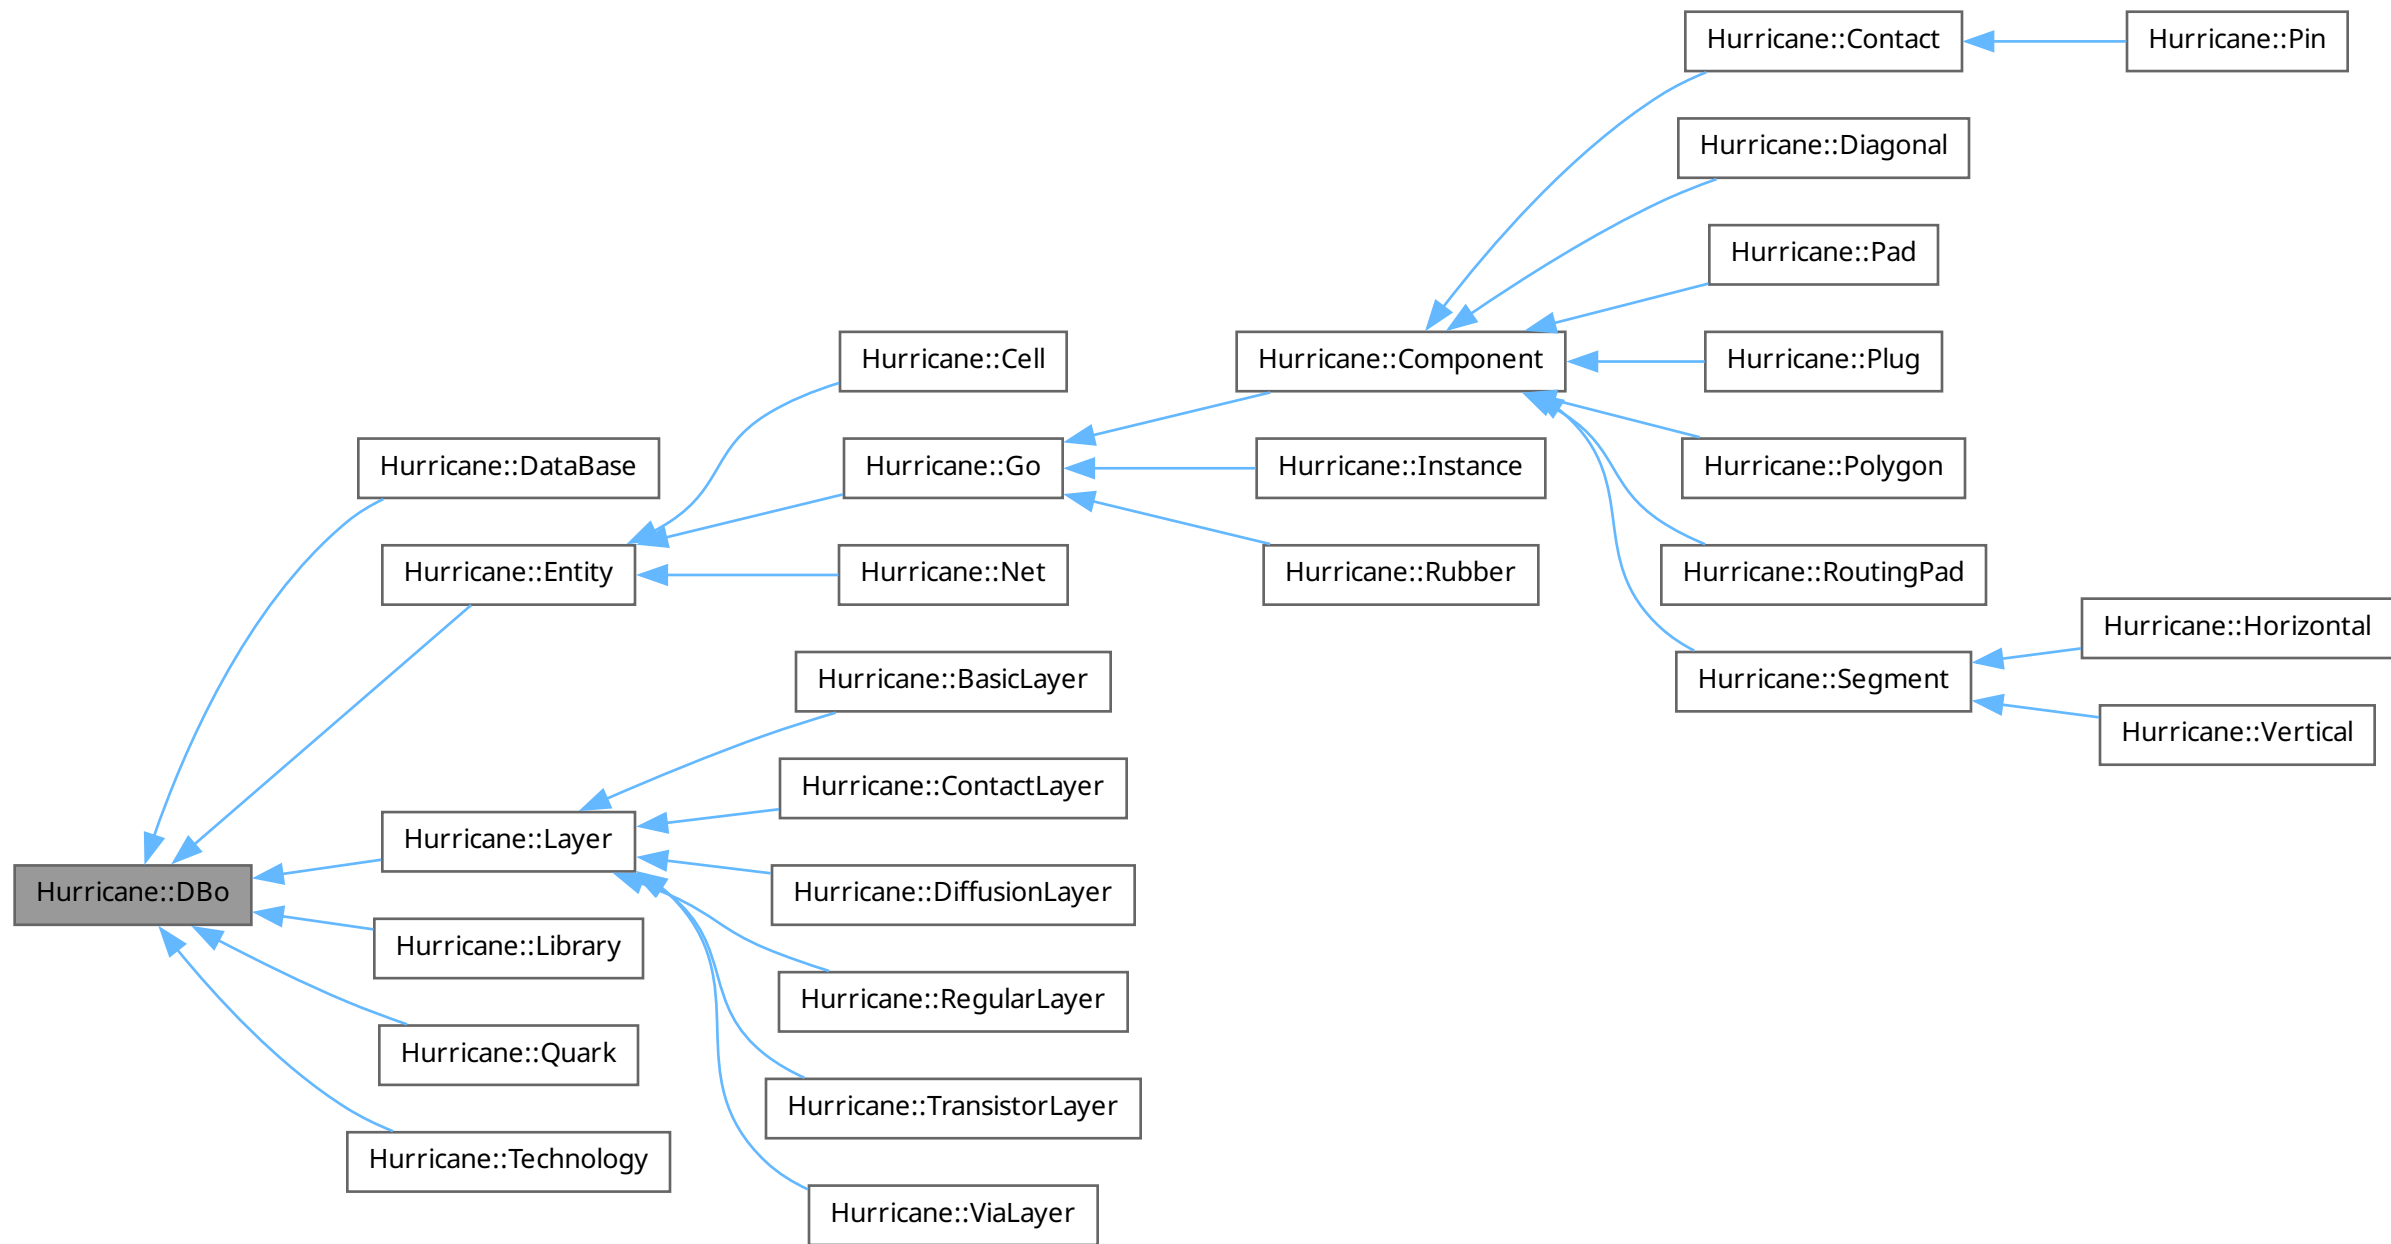 Hurricane::Contact
Hurricane::Pin
Hurricane::Diagonal
Hurricane::Pad
Hurricane::Cell
Hurricane::Component
Hurricane::Plug
Hurricane::DataBase
Hurricane::Go
Hurricane::Instance
Hurricane::Polygon
Hurricane::Entity
Hurricane::Net
Hurricane::Rubber
Hurricane::RoutingPad
Hurricane::Horizontal
Hurricane::BasicLayer
Hurricane::Segment
Hurricane::Vertical
Hurricane::ContactLayer
Hurricane::Layer
Hurricane::DBo
Hurricane::DiffusionLayer
Hurricane::Library
Hurricane::RegularLayer
Hurricane::Quark
Hurricane::TransistorLayer
Hurricane::Technology
Hurricane::ViaLayer